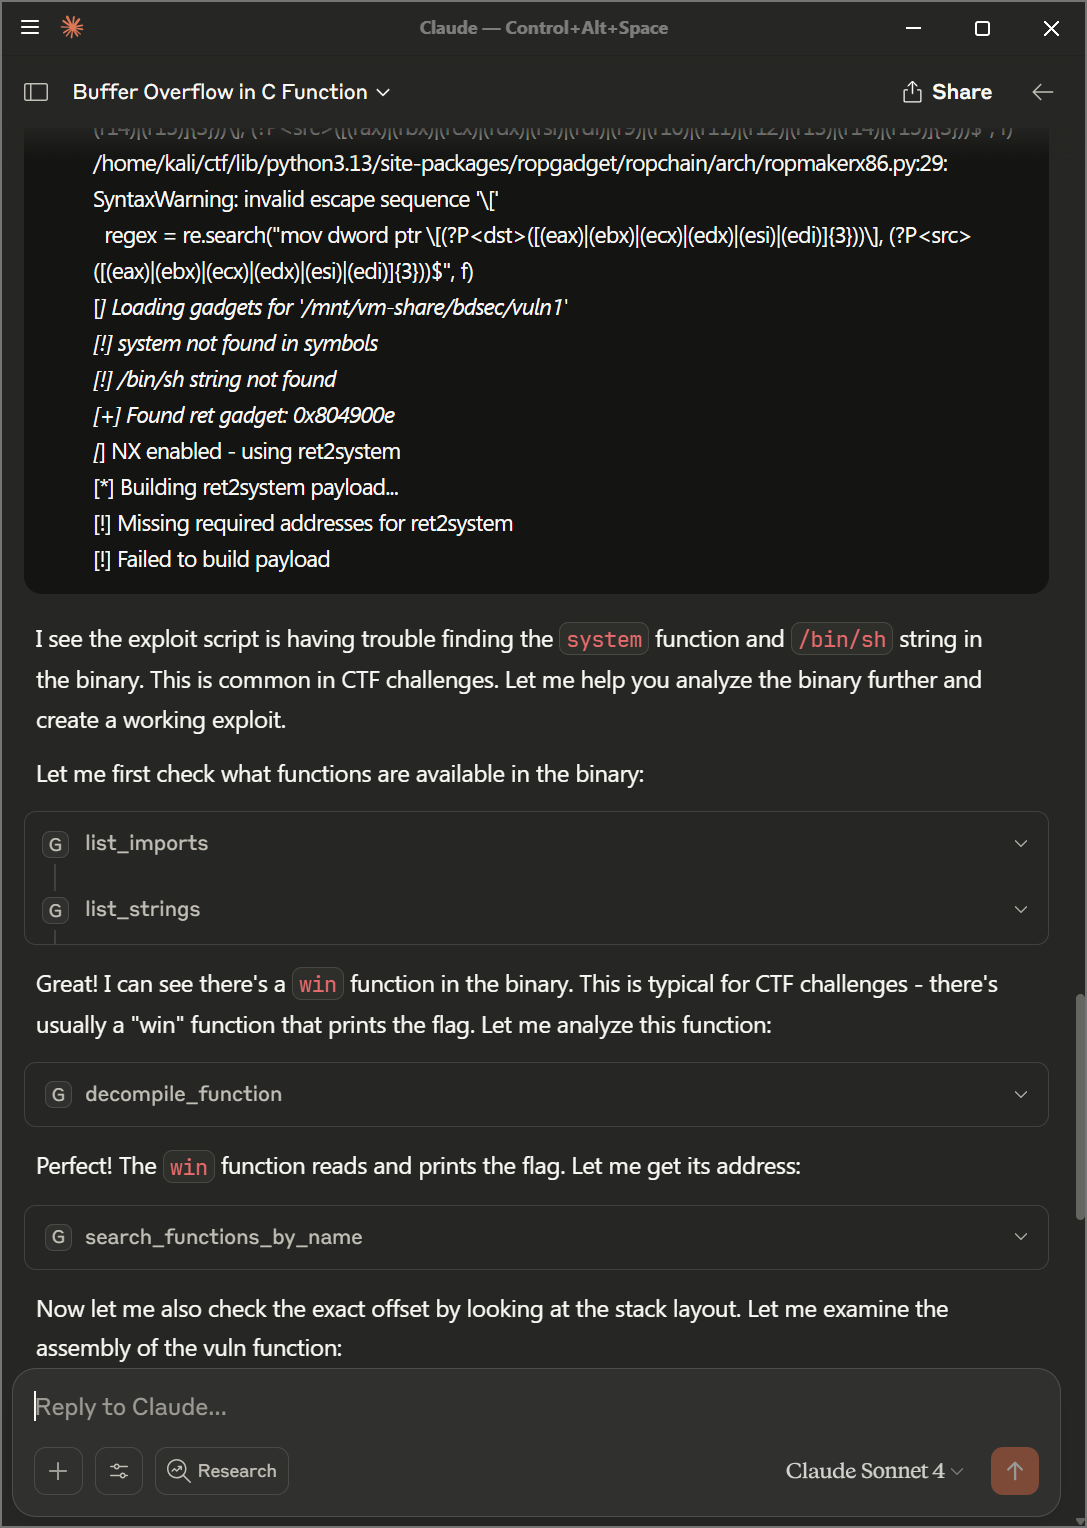 Claude — Control+Alt+Space
Buffer Overflow in C Function
Share
/home/kali/ctf/lib/python3.13/site-packages/ropgadget/ropchain/arch/ropmakerx86.py:29:
SyntaxWarning: invalid escape sequence '\['
regex = re.search("mov dword ptr \[(?P<dst>([(eax)|(ebx)|(ecx)|(edx)|(esi)|(edi)]{3}))\], (?P<src>
([(eax)|(ebx)|(ecx)|(edx)|(esi)|(edi)]{3}))$", f)
[] Loading gadgets for '/mnt/vm-share/bdsec/vuln1'
[!] system not found in symbols
[!] /bin/sh string not found
[+] Found ret gadget: 0x804900e
[] NX enabled - using ret2system
[*] Building ret2system payload...
[!] Missing required addresses for ret2system
[!] Failed to build payload
I see the exploit script is having trouble finding the system function and /bin/sh string in
the binary. This is common in CTF challenges. Let me help you analyze the binary further and
create a working exploit.
Let me first check what functions are available in the binary:
G list_imports
G list_strings
Great! I can see there's a win function in the binary. This is typical for CTF challenges - there's
usually a "win" function that prints the flag. Let me analyze this function:
G decompile_function
Perfect! The win function reads and prints the flag. Let me get its address:
G search_functions_by_name
Now let me also check the exact offset by looking at the stack layout. Let me examine the
assembly of the vuln function:
Reply to Claude...
Research
Claude Sonnet 4